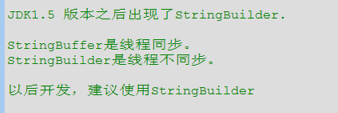 JDK1.5 版本之后出现了StringBuilder.
StringBuffer是线程同步。
StringBuilder是线程不同步。
以后开发，建议使用StringBuilder